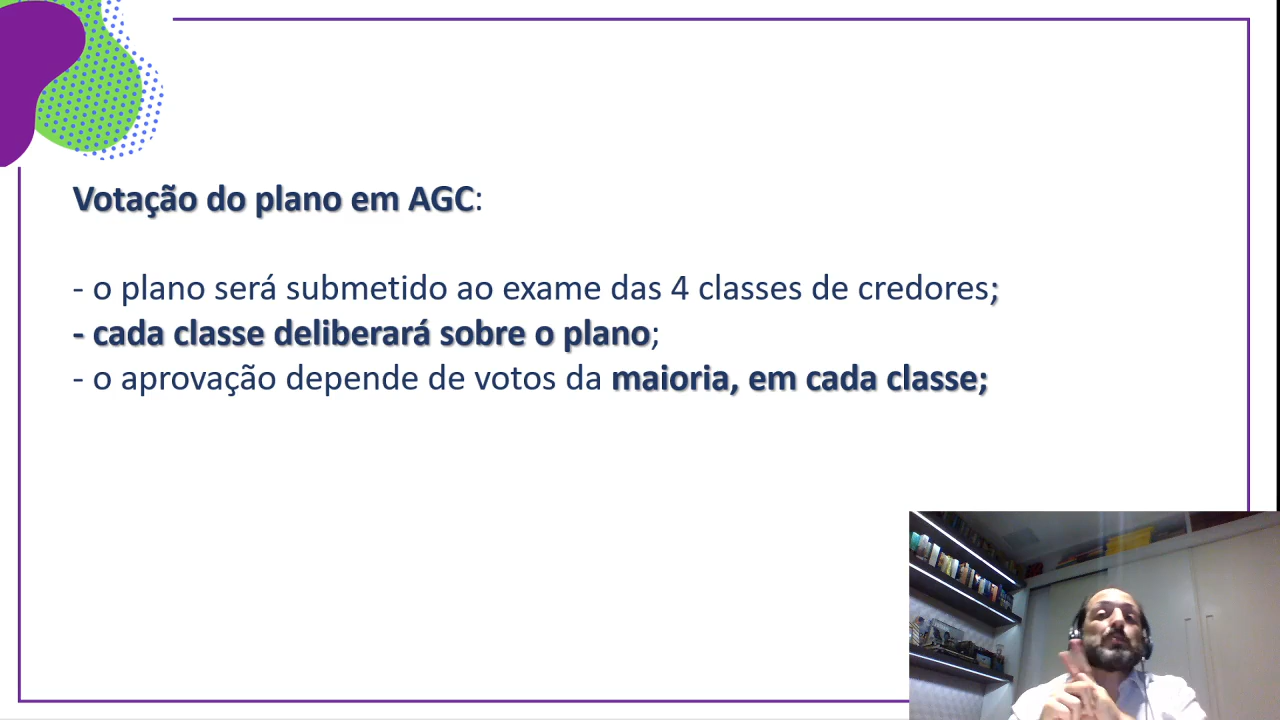 Votação do plano em AGC:
- o plano será submetido ao exame das 4 classes de credores;
- cada classe deliberará sobre o plano;
- o aprovação depende de votos da maioria, em cada classe;